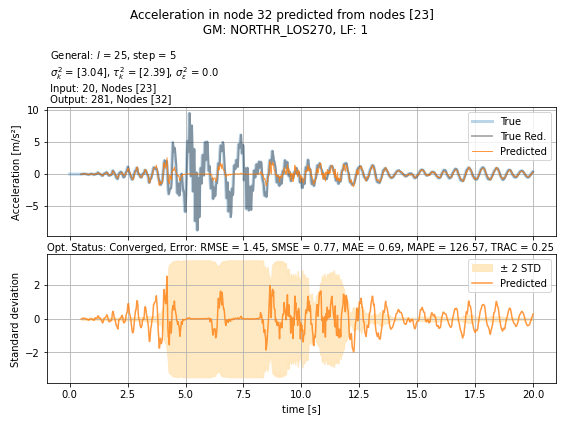 Acceleration in node 32 predicted from nodes [23]
GM: NORTHR_LOS270, LF: 1
General: l = 25, step = 5
σ²ₖ = [3.04], τ²ₖ = [2.39], σ²ε = 0.0
Input: 20, Nodes [23]
Output: 281, Nodes [32]
Acceleration [m/s²]
10
5
0
−5
True
True Red.
Predicted
Opt. Status: Converged, Error: RMSE = 1.45, SMSE = 0.77, MAE = 0.69, MAPE = 126.57, TRAC = 0.25
Standard deviation
2
0
−2
± 2 STD
Predicted
0.0 2.5 5.0 7.5 10.0 12.5 15.0 17.5 20.0
time [s]